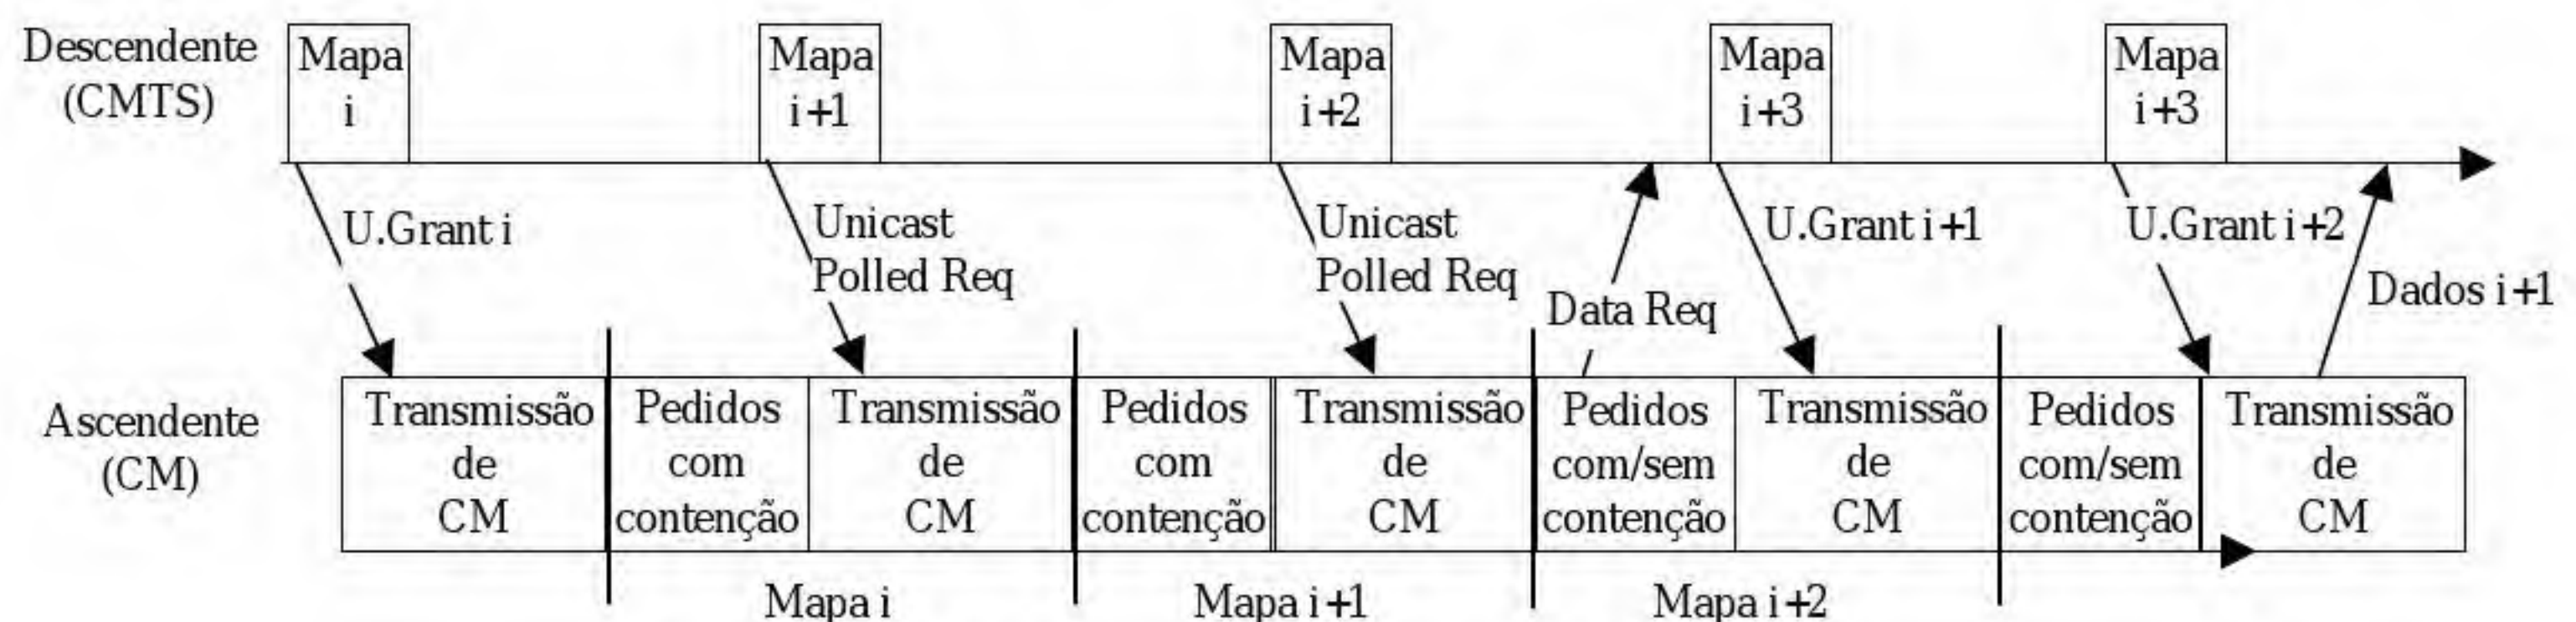 Descendente
(CMTS)
Mapa
i
Mapa
i+1
Mapa
i+2
Mapa
i+3
Mapa
i+3
U.Grant i
Unicast
Polled Req
Unicast
Polled Req
Data Req
U.Grant i+1
U.Grant i+2
Dados i+1
Ascendente
(CM)
Transmissão
de
CM
Pedidos
com
contenção
Transmissão
de
CM
Pedidos
com
contenção
Transmissão
de
CM
Pedidos
com/sem
contenção
Transmissão
de
CM
Pedidos
com/sem
contenção
Transmissão
de
CM
Mapa i
Mapa i+1
Mapa i+2